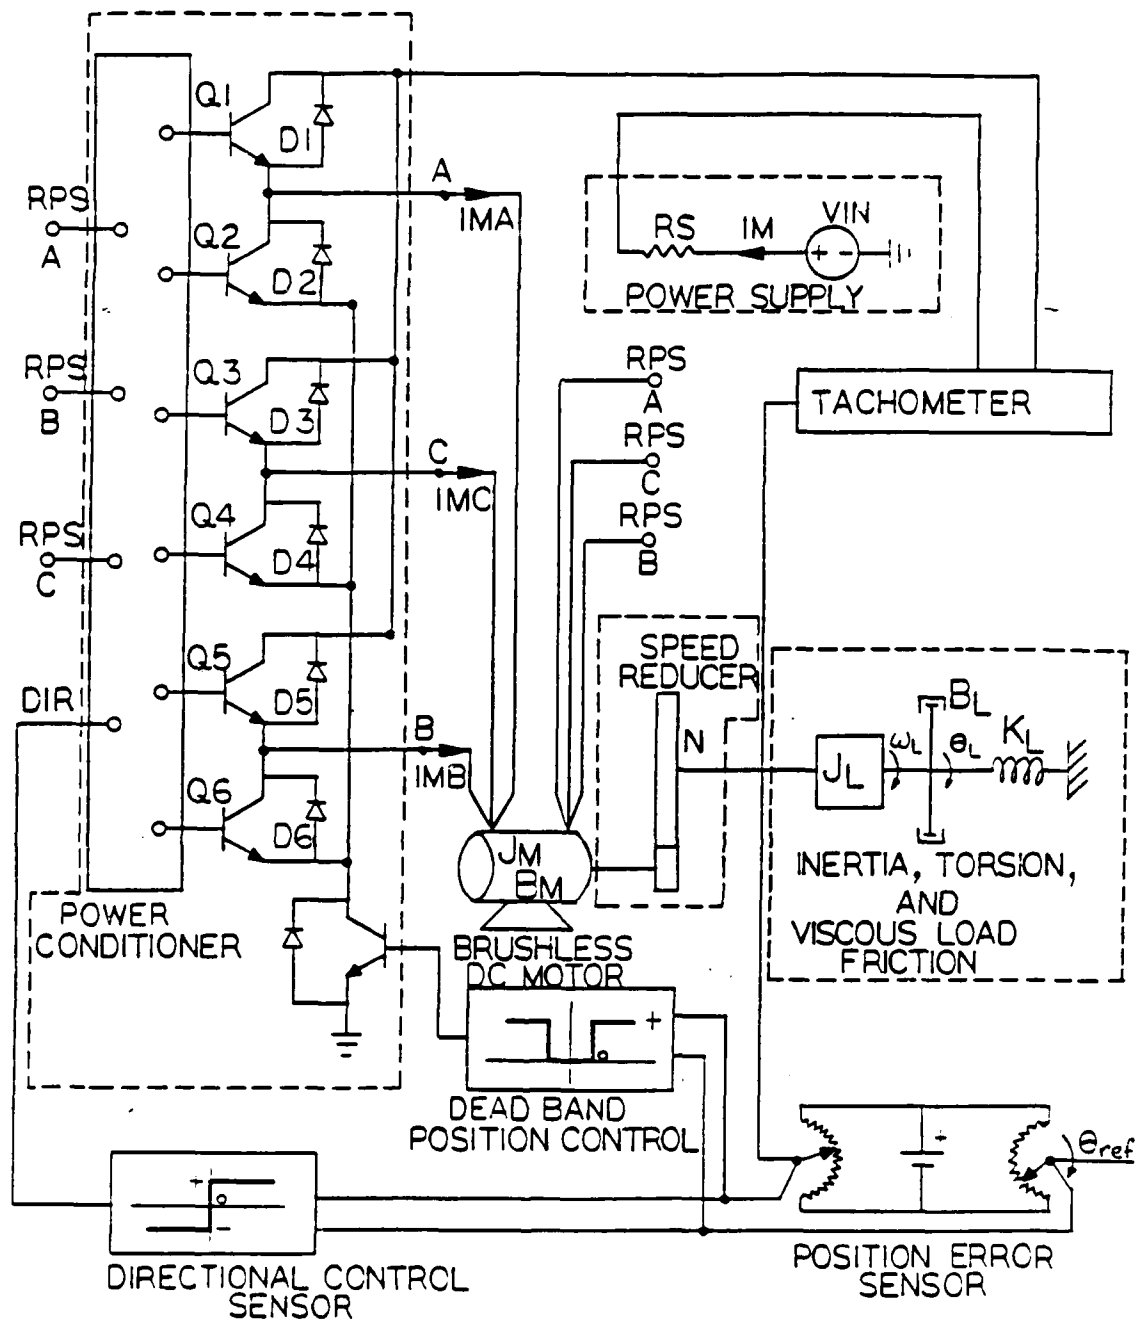 Q1
D1
RPS
A
Q2
D2
A
IMA
RS
IM
VIN
+ -
POWER SUPPLY
RPS
B
Q3
D3
RPS
A
TACHOMETER
C
IMC
RPS
C
RPS
C
Q4
D4
RPS
B
DIR
Q5
D5
B
IMB
SPEED
REDUCER
N
JL
ωL
BL
θL
KL
Q6
D6
JM
BM
INERTIA, TORSION,
AND
VISCOUS LOAD
FRICTION
POWER
CONDITIONER
BRUSHLESS
DC MOTOR
+
o
DEAD BAND
POSITION CONTROL
+
o
-
DIRECTIONAL CONTROL
SENSOR
+
θref
POSITION ERROR
SENSOR